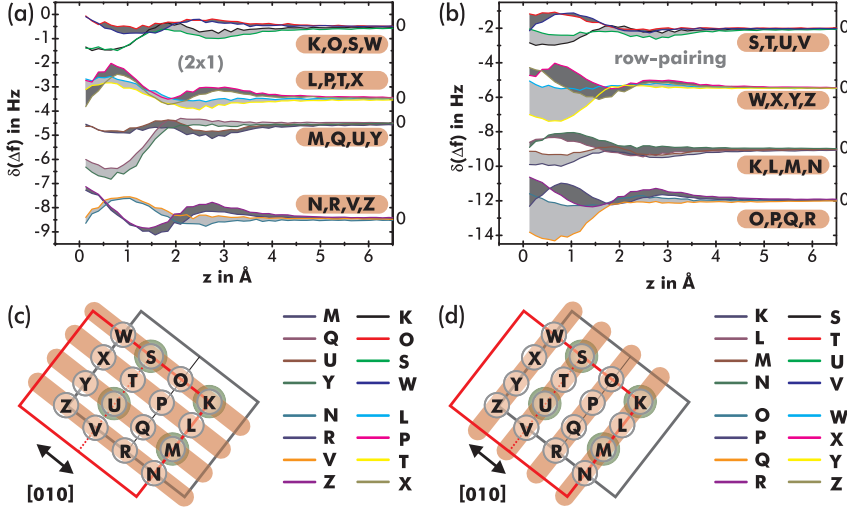 (a)
0
-1
-2
-3
-4
-5
-6
-7
-8
-9
δ(Δf) in Hz
0
0
0
0
K,O,S,W
(2x1)
L,P,T,X
M,Q,U,Y
N,R,V,Z
0 1 2 3 4 5 6
z in Å
(b)
-2
-4
-6
-8
-10
-12
-14
δ(Δf) in Hz
0
0
0
0
S,T,U,V
row-pairing
W,X,Y,Z
K,L,M,N
O,P,Q,R
0 1 2 3 4 5 6
z in Å
(c)
W
X S
Y T O
Z U P K
V Q L
R M
N
[010]
M K
Q O
U S
Y W
N L
R P
V T
Z X
(d)
W
X S
Y T O
Z U P K
V Q L
R M
N
[010]
K S
L T
M U
N V
O W
P X
Q Y
R Z